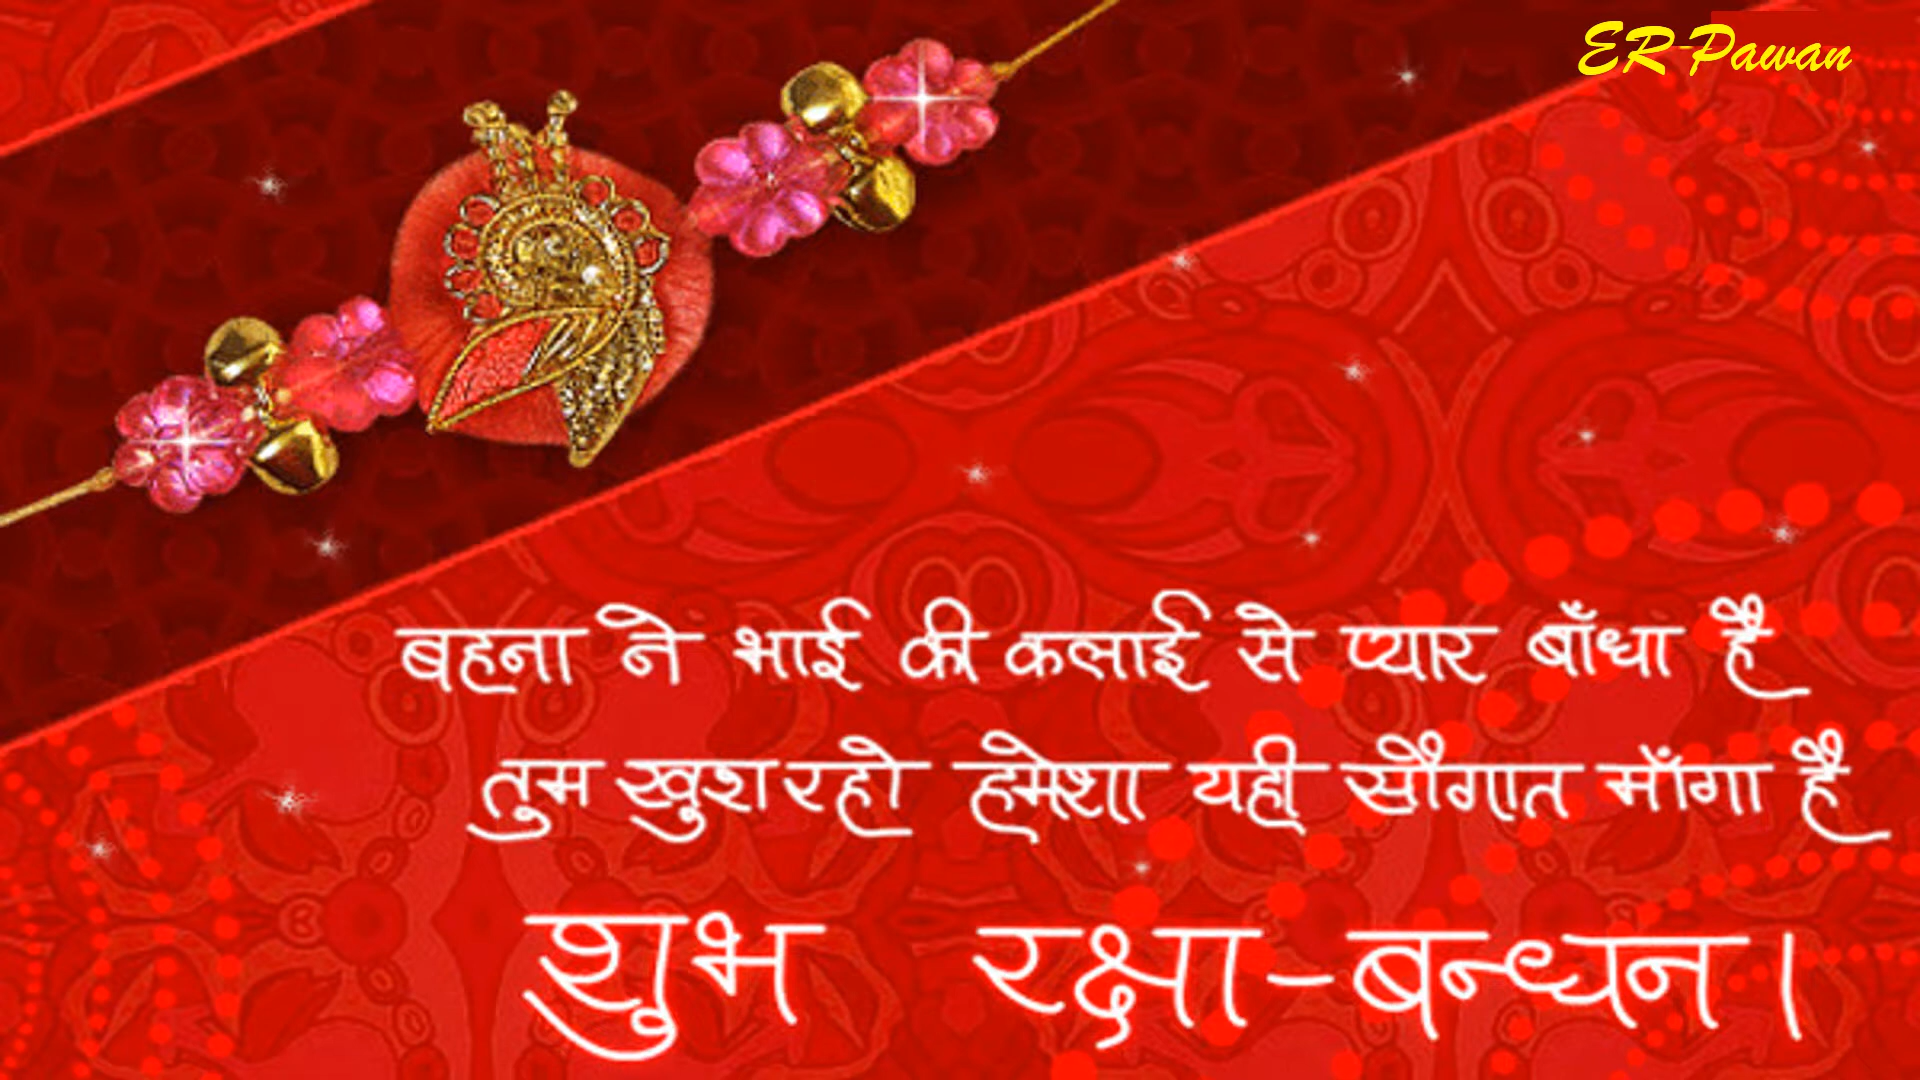 ER Pawan
बहना ने भाई की कलाई से प्यार बाँधा है
तुम खुश रहो हमेशा यही सौगात माँगा है
शुभ रक्षा-बन्धन।